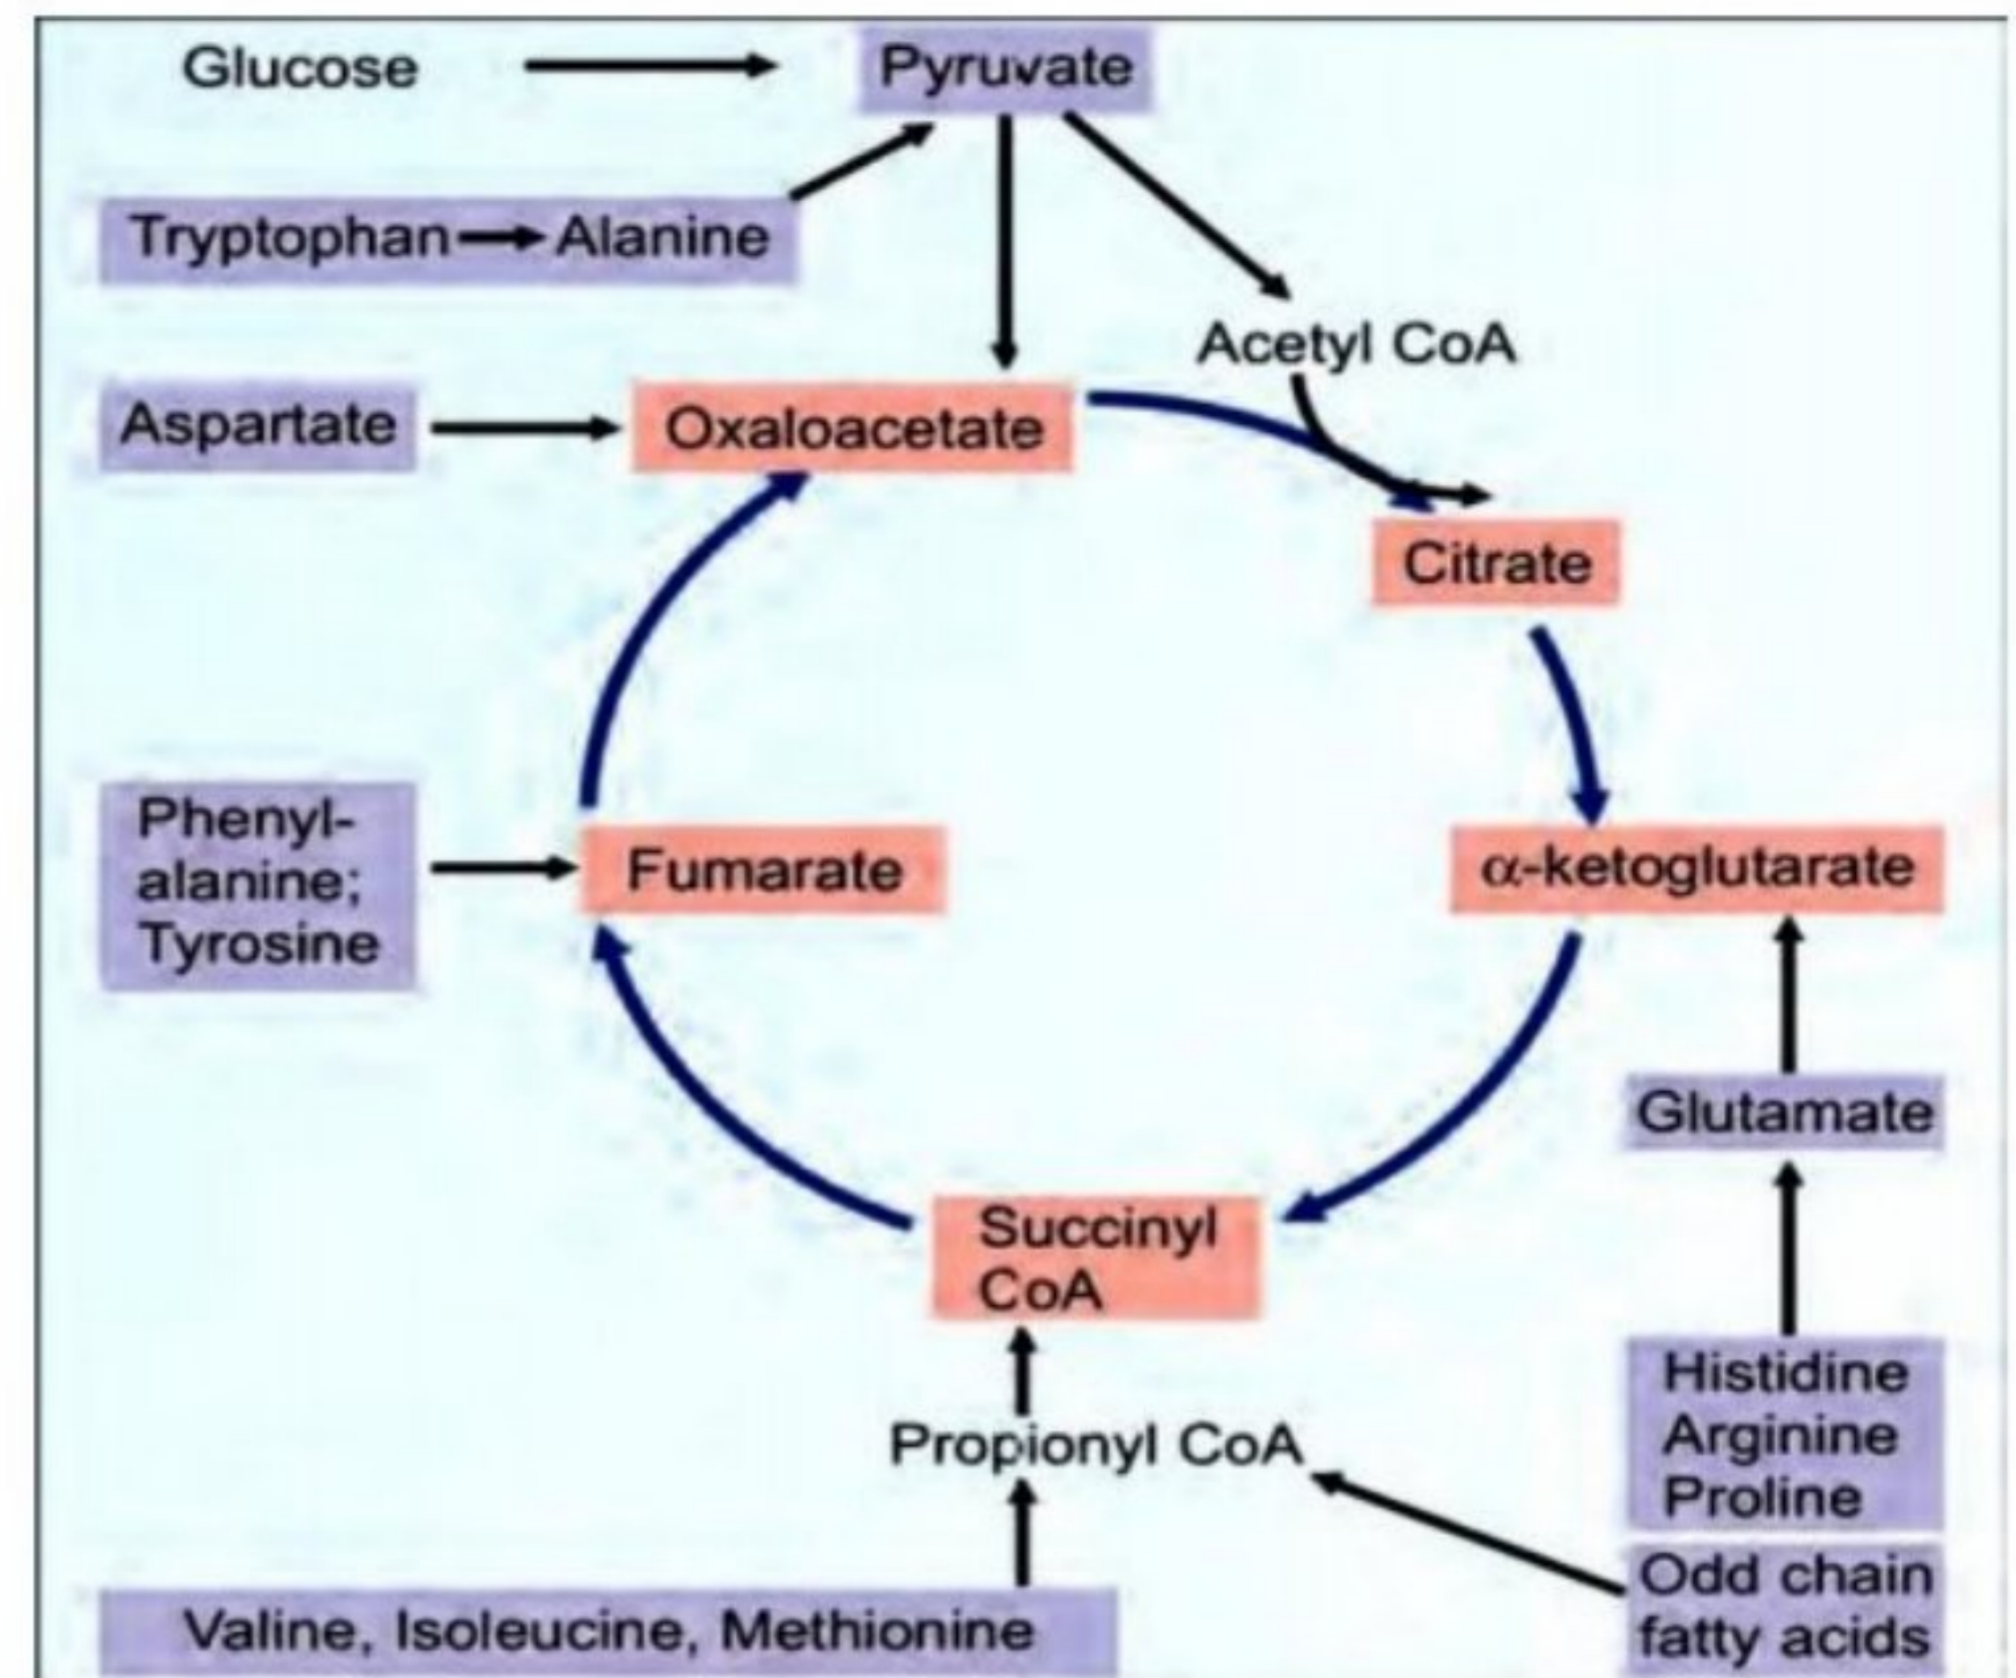 Glucose
Pyruvate
Tryptophan
Alanine
Acetyl CoA
Aspartate
Oxaloacetate
Citrate
Phenyl-
alanine;
Tyrosine
Fumarate
α-ketoglutarate
Glutamate
Succinyl
CoA
Histidine
Arginine
Proline
Propionyl CoA
Odd chain
fatty acids
Valine, Isoleucine, Methionine